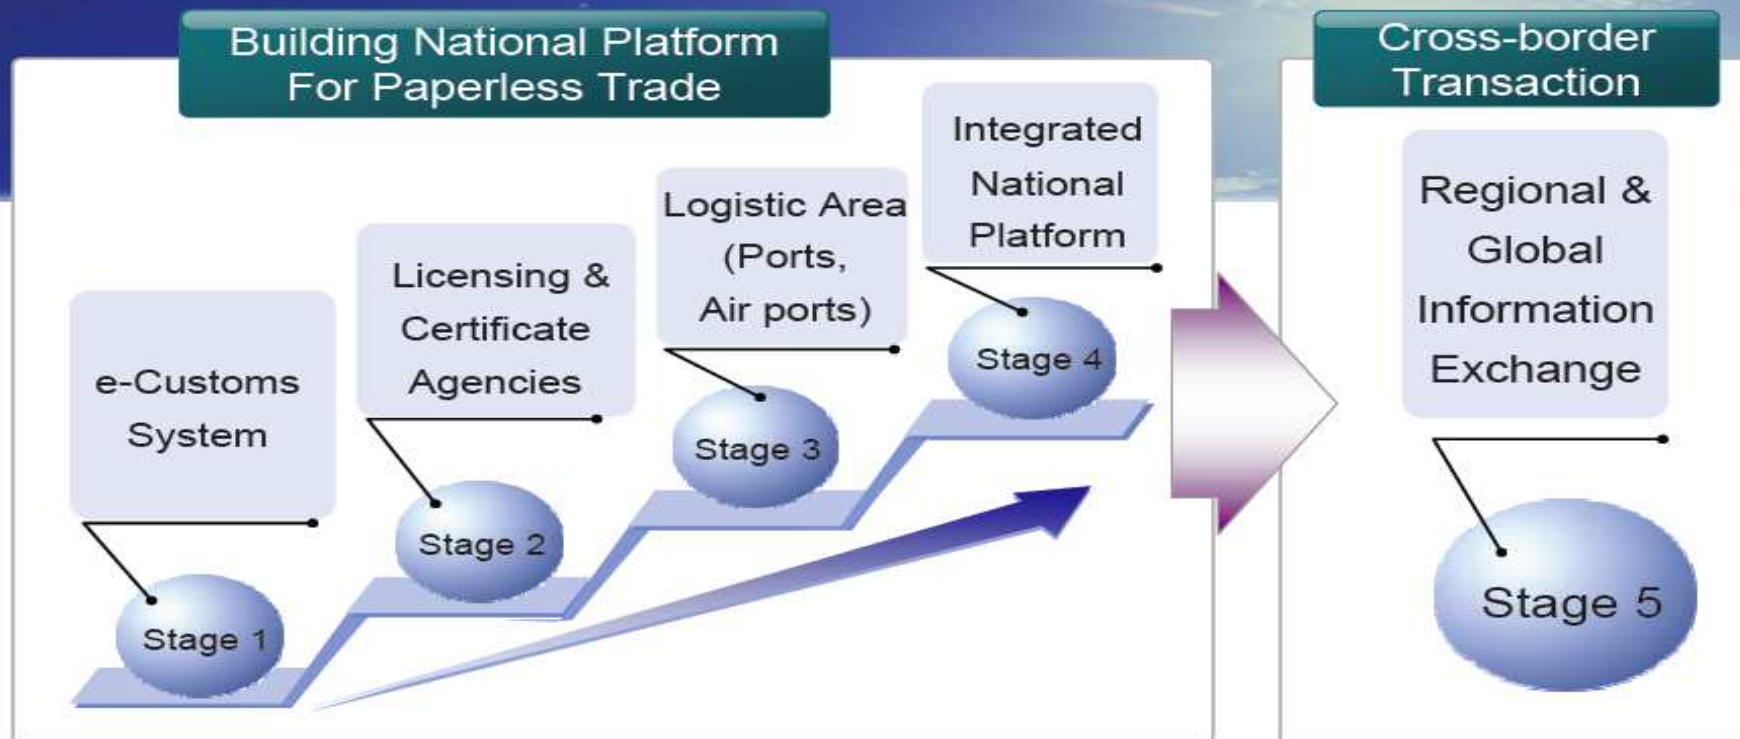 Building National Platform
For Paperless Trade
e-Customs
System
Stage 1
Licensing &
Certificate
Agencies
Stage 2
Logistic Area
(Ports,
Air ports)
Stage 3
Integrated
National
Platform
Stage 4
Cross-border
Transaction
Regional &
Global
Information
Exchange
Stage 5